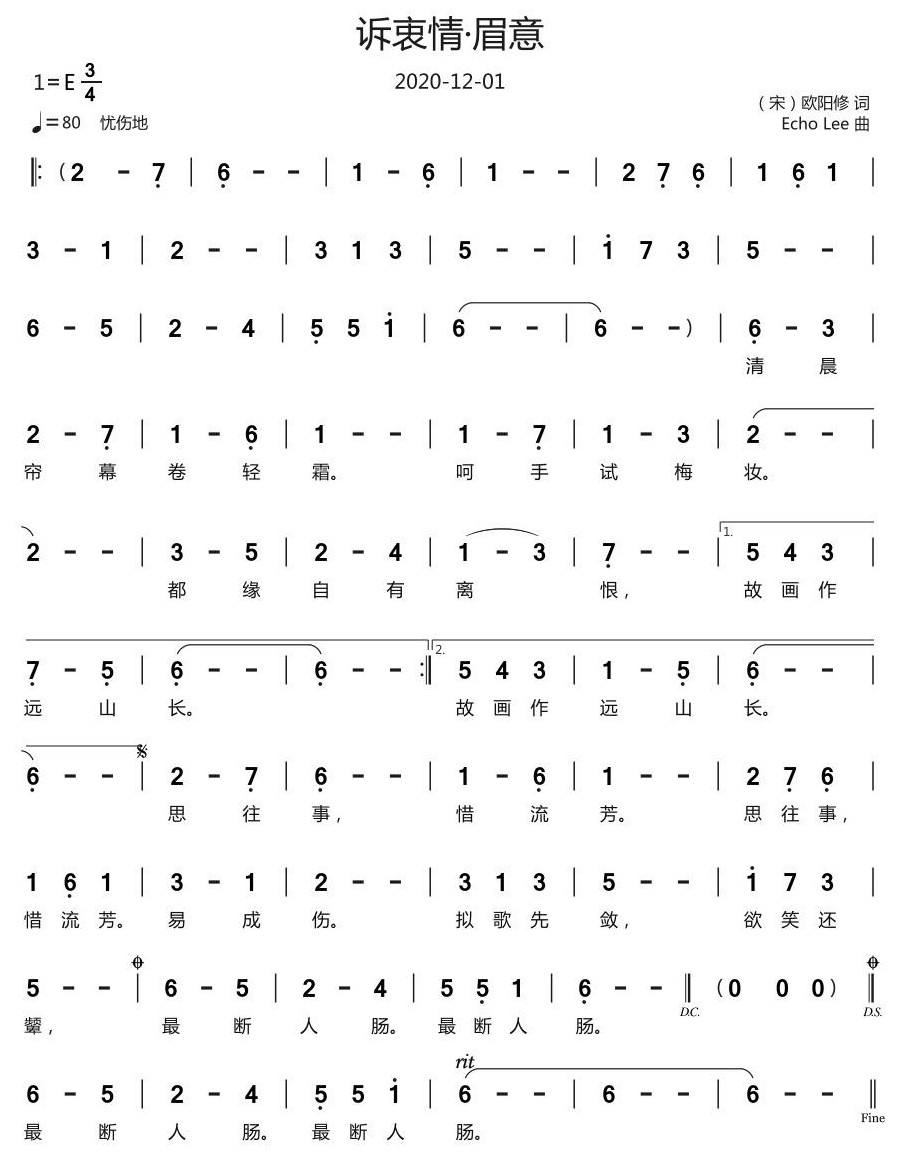 诉衷情·眉意
1=E 3/4
2020-12-01
（宋）欧阳修 词
♩=80 忧伤地
Echo Lee 曲
‖: (2 - 7̣ | 6̣ - - | 1 - 6̣ | 1 - - | 2 7̣ 6̣ | 1 6̣ 1 |
3 - 1 | 2 - - | 3 1 3 | 5 - - | 1̇ 7 3 | 5 - - |
6 - 5 | 2 - 4 | 5̣ 5 1̇ | 6 - - | 6 - -) | 6̣ - 3 |
清 晨
2 - 7̣ | 1 - 6̣ | 1 - - | 1 - 7̣ | 1 - 3 | 2 - - |
帘 幕 卷 轻 霜。 呵 手 试 梅 妆。
2 - - | 3 - 5 | 2 - 4 | 1 - 3 | 7̣ - - | 1. 5 4 3 |
都 缘 自 有 离 恨， 故 画 作
7̣ - 5̣ | 6̣ - - | 6̣ - - :‖ 2. 5 4 3 | 1 - 5̣ | 6̣ - - |
远 山 长。 故 画 作 远 山 长。
6̣ - - | 2 - 7̣ | 6̣ - - | 1 - 6̣ | 1 - - | 2 7̣ 6̣ |
思 往 事， 惜 流 芳。 思 往 事，
1 6̣ 1 | 3 - 1 | 2 - - | 3 1 3 | 5 - - | 1̇ 7 3 |
惜 流 芳。 易 成 伤。 拟 歌 先 敛， 欲 笑 还
5 - - | 6 - 5 | 2 - 4 | 5 5̣ 1 | 6̣ - - ‖ (0 0 0) ‖
D.C. D.S.
颦， 最 断 人 肠。 最 断 人 肠。
rit
6 - 5 | 2 - 4 | 5̣ 5 1̇ | 6 - - | 6 - - | 6 - - ‖
Fine
最 断 人 肠。 最 断 人 肠。